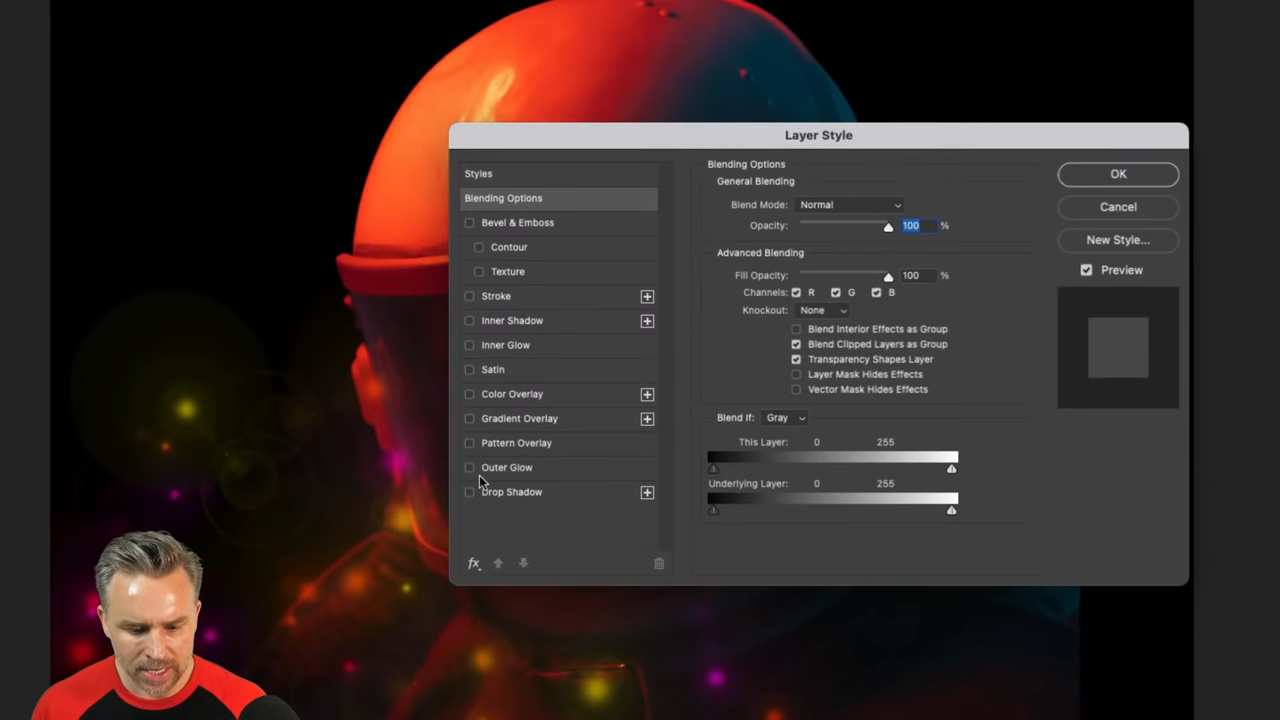 Layer Style
Styles
Blending Options
Bevel & Emboss
Contour
Texture
Stroke
Inner Shadow
Inner Glow
Satin
Color Overlay
Gradient Overlay
Pattern Overlay
Outer Glow
Drop Shadow
fx
Blending Options
General Blending
Blend Mode: Normal
Opacity: 100 %
Advanced Blending
Fill Opacity: 100 %
Channels: R G B
Knockout: None
Blend Interior Effects as Group
Blend Clipped Layers as Group
Transparency Shapes Layer
Layer Mask Hides Effects
Vector Mask Hides Effects
Blend If: Gray
This Layer: 0 255
Underlying Layer: 0 255
OK
Cancel
New Style...
Preview